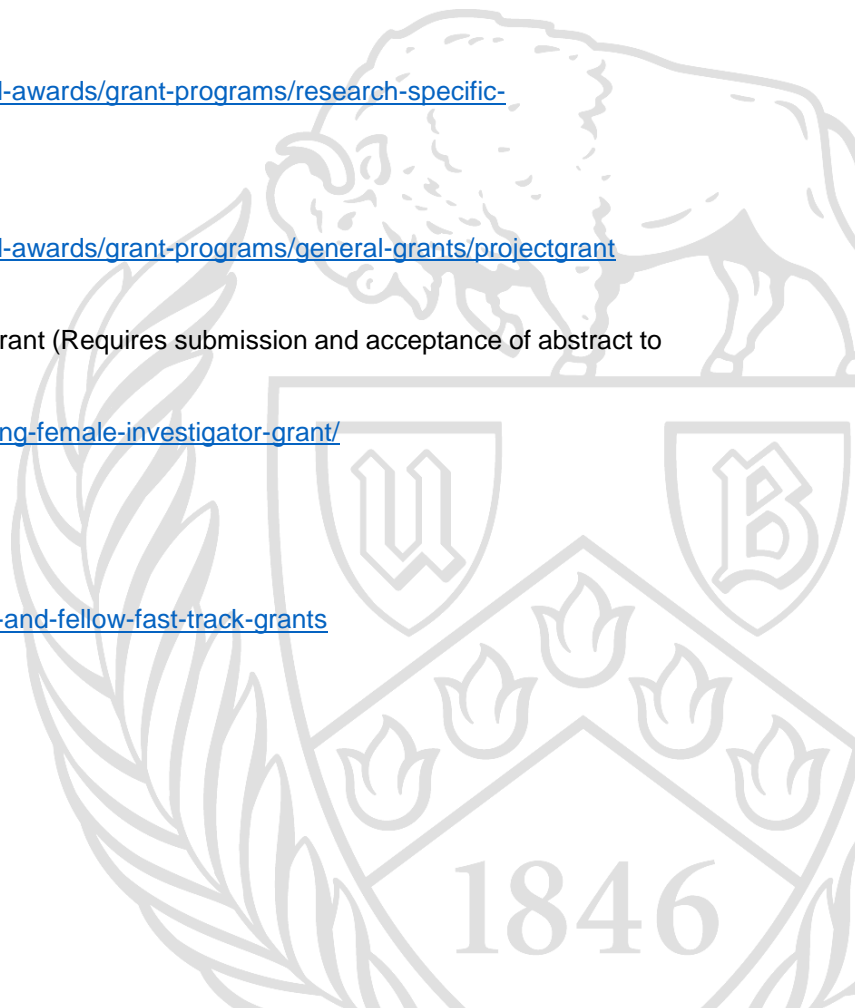 l-awards/grant-programs/research-specific-
l-awards/grant-programs/general-grants/projectgrant
rant (Requires submission and acceptance of abstract to
ng-female-investigator-grant/
-and-fellow-fast-track-grants
U B
1846